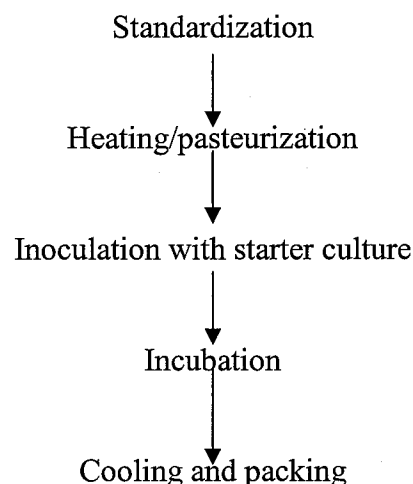 Standardization
Heating/pasteurization
Inoculation with starter culture
Incubation
Cooling and packing